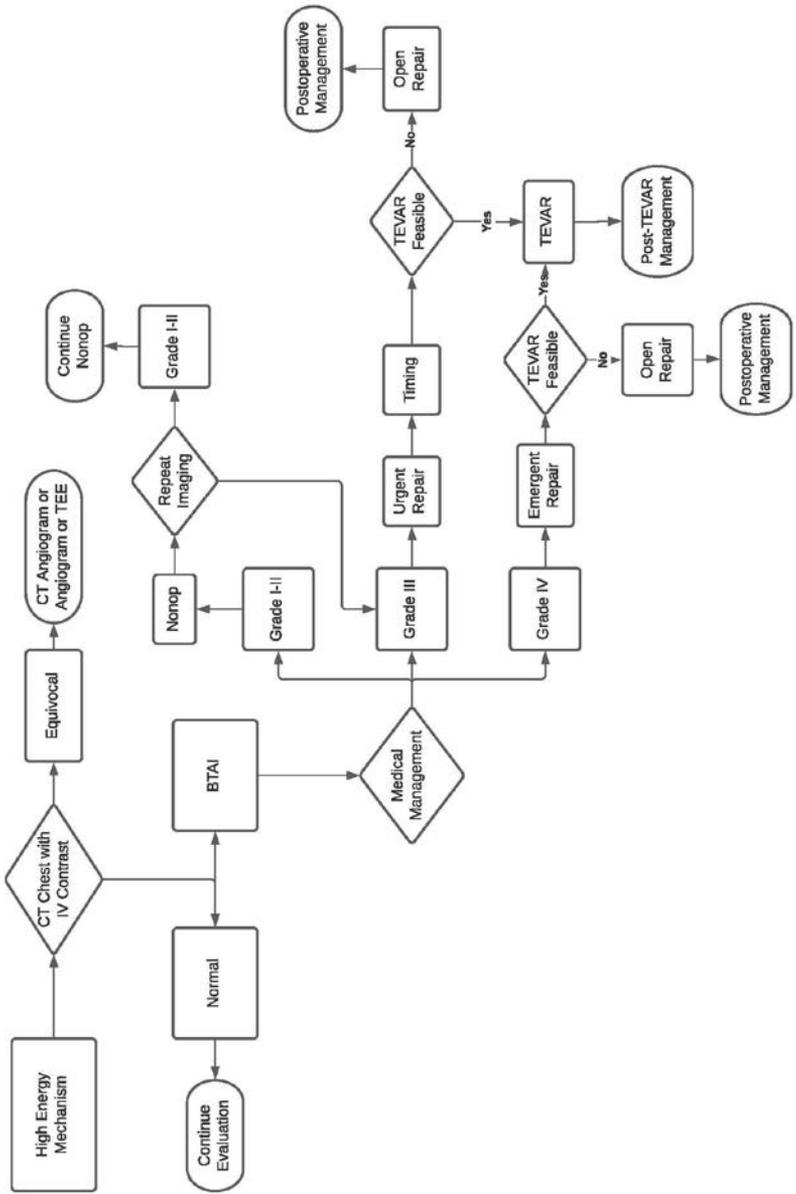 High Energy
Mechanism
CT Chest with
IV Contrast
Equivocal
CT Angiogram or
Angiogram or TEE
Continue
Evaluation
Normal
BTAI
Medical
Management
Nonop
Repeat
Imaging
Grade I-II
Continue
Nonop
Grade I-II
Grade III
Urgent
Repair
Timing
TEVAR
Feasible
No
Open
Repair
Postoperative
Management
Yes
Grade IV
Emergent
Repair
TEVAR
Feasible
Yes
TEVAR
Post-TEVAR
Management
No
Open
Repair
Postoperative
Management